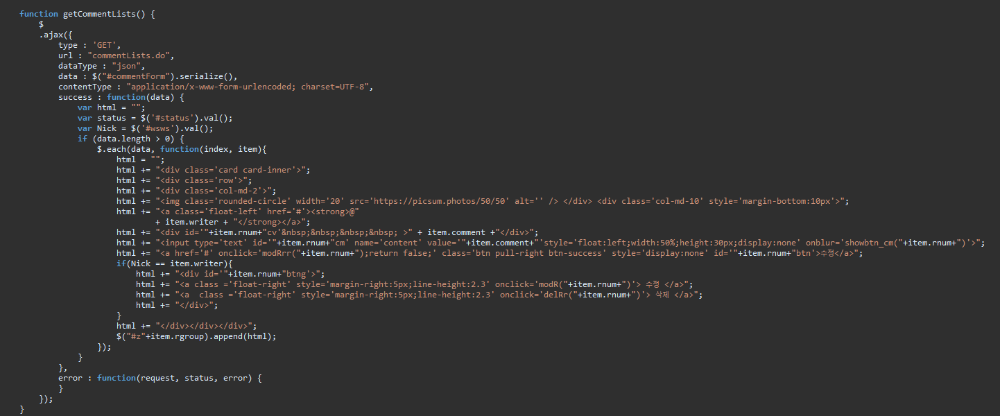 function getCommentLists() {
$
.ajax({
type : 'GET',
url : "commentLists.do",
dataType : "json",
data : $("#commentForm").serialize(),
contentType : "application/x-www-form-urlencoded; charset=UTF-8",
success : function(data) {
var html = "";
var status = $('#status').val();
var Nick = $('#wsws').val();
if (data.length > 0) {
$.each(data, function(index, item){
html = "";
html += "<div class='card card-inner'>";
html += "<div class='row'>";
html += "<div class='col-md-2'>";
html += "<img class='rounded-circle' width='20' src='https://picsum.photos/50/50' alt='' /> </div> <div class='col-md-10' style='margin-bottom:10px'>";
html += "<a class='float-left' href='#'><strong>@"
+ item.writer + "</strong></a>";
html += "<div id='"+item.rnum+"cv'&nbsp;&nbsp;&nbsp;&nbsp; >" + item.comment +"</div>";
html += "<input type='text' id='"+item.rnum+"cm' name='content' value='"+item.comment+"'style='float:left;width:50%;height:30px;display:none' onblur='showbtn_cm("+item.rnum+")'>";
html += "<a href='#' onclick='modRrr("+item.rnum+");return false;' class='btn pull-right btn-success' style='display:none' id='"+item.rnum+"btn'>수정</a>";
if(Nick == item.writer){
html += "<div id='"+item.rnum+"btng'>";
html += "<a class ='float-right' style='margin-right:5px;line-height:2.3' onclick='modR("+item.rnum+")'> 수정 </a>";
html += "<a  class ='float-right' style='margin-right:5px;line-height:2.3' onclick='delRr("+item.rnum+")'> 삭제 </a>";
html += "</div>";
}
html += "</div></div></div>";
$("#z"+item.rgroup).append(html);
});
}
},
error : function(request, status, error) {
}
});
}